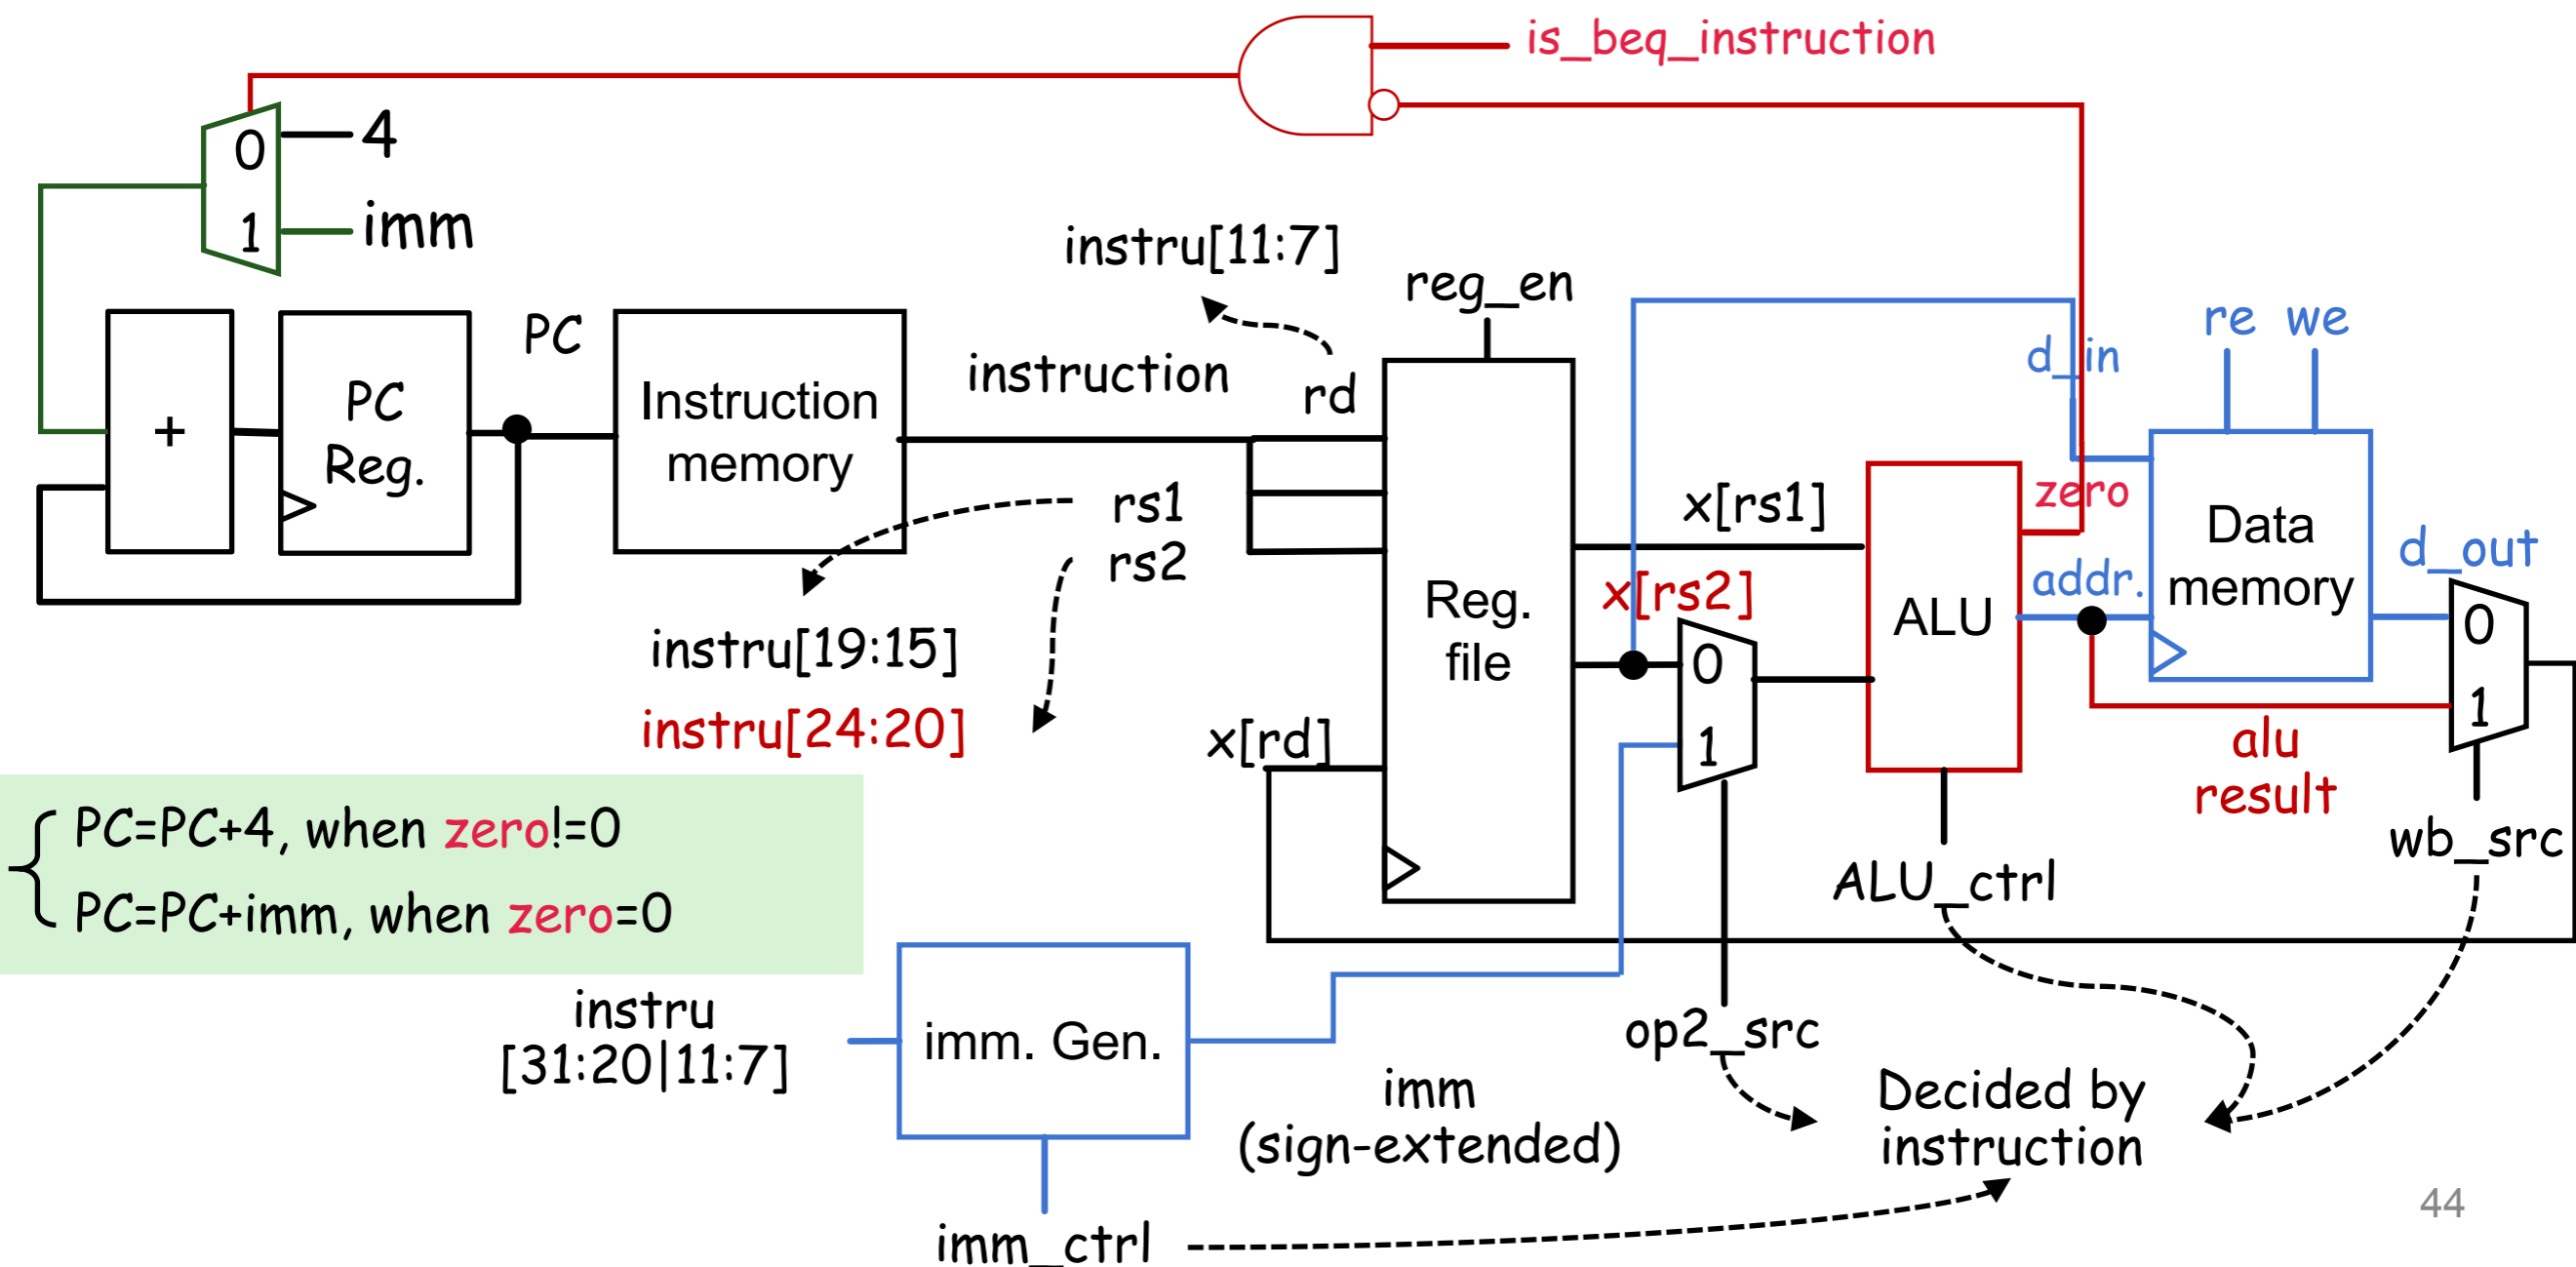 is_beq_instruction
0
4
1
imm
instru[11:7]
reg_en
PC
instruction
rd
re we
d_in
+
PC
Reg.
Instruction
memory
rs1
rs2
x[rs1]
zero
Data
memory
d_out
x[rs2]
ALU
addr.
Reg.
file
0
1
0
1
instru[19:15]
instru[24:20]
x[rd]
alu
result
wb_src
PC=PC+4, when zero!=0
PC=PC+imm, when zero=0
ALU_ctrl
instru
[31:20|11:7]
imm. Gen.
op2_src
imm
(sign-extended)
Decided by
instruction
imm_ctrl
44